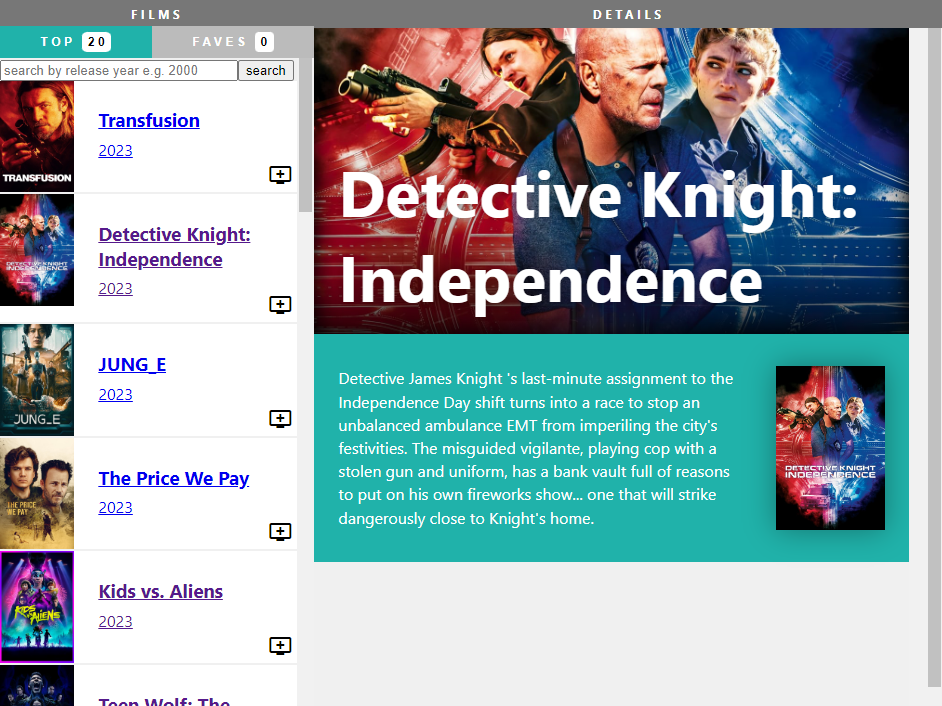 FILMS
DETAILS
TOP 20
FAVES 0
search by release year e.g. 2000
search
TRANSFUSION
Transfusion
2023
DETECTIVE KNIGHT
INDEPENDENCE
Detective Knight:
Independence
2023
JUNG_E
JUNG_E
2023
THE PRICE
WE PAY
The Price We Pay
2023
KIDS vs. ALIENS
Kids vs. Aliens
2023
Teen Wolf: The
Detective Knight:
Independence
Detective James Knight 's last-minute assignment to the
Independence Day shift turns into a race to stop an
unbalanced ambulance EMT from imperiling the city's
festivities. The misguided vigilante, playing cop with a
stolen gun and uniform, has a bank vault full of reasons
to put on his own fireworks show... one that will strike
dangerously close to Knight's home.
DETECTIVE KNIGHT
INDEPENDENCE